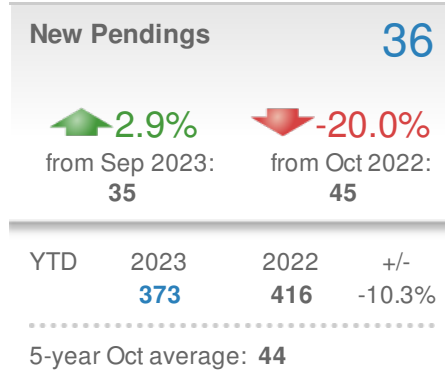 New Pendings 36
2.9% -20.0%
from Sep 2023: from Oct 2022:
35 45
YTD 2023 2022 +/-
373 416 -10.3%
5-year Oct average: 44